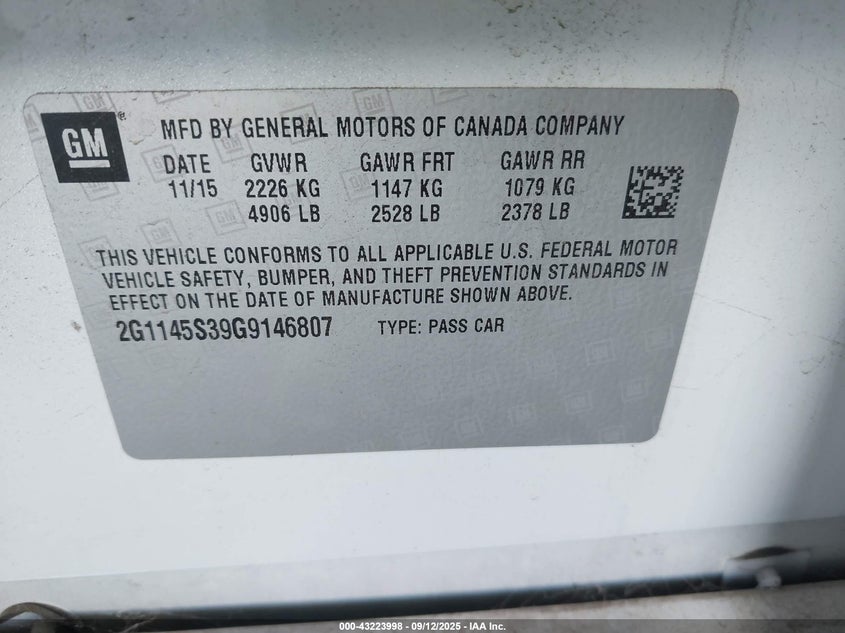 GM
MFD BY GENERAL MOTORS OF CANADA COMPANY
DATE GVWR GAWR FRT GAWR RR
11/15 2226 KG 1147 KG 1079 KG
4906 LB 2528 LB 2378 LB
THIS VEHICLE CONFORMS TO ALL APPLICABLE U.S. FEDERAL MOTOR
VEHICLE SAFETY, BUMPER, AND THEFT PREVENTION STANDARDS IN
EFFECT ON THE DATE OF MANUFACTURE SHOWN ABOVE.
2G1145S39G9146807 TYPE: PASS CAR
000-43223998 - 09/12/2025 - IAA Inc.